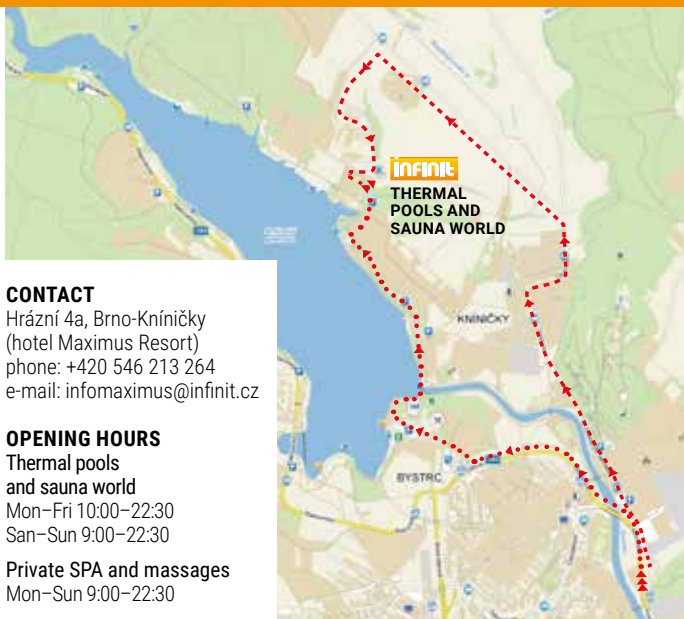 infinit
THERMAL
POOLS AND
SAUNA WORLD
KNÍNIČKY
BYSTRC
CONTACT
Hrázní 4a, Brno-Kníničky
(hotel Maximus Resort)
phone: +420 546 213 264
e-mail: infomaximus@infinit.cz
OPENING HOURS
Thermal pools
and sauna world
Mon–Fri 10:00–22:30
San–Sun 9:00–22:30
Private SPA and massages
Mon–Sun 9:00–22:30